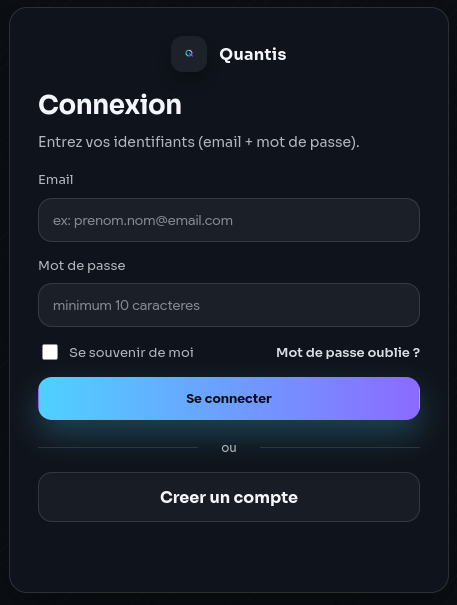 Quantis
Connexion
Entrez vos identifiants (email + mot de passe).
Email
ex: prenom.nom@email.com
Mot de passe
minimum 10 caracteres
Se souvenir de moi
Mot de passe oublie ?
Se connecter
ou
Creer un compte